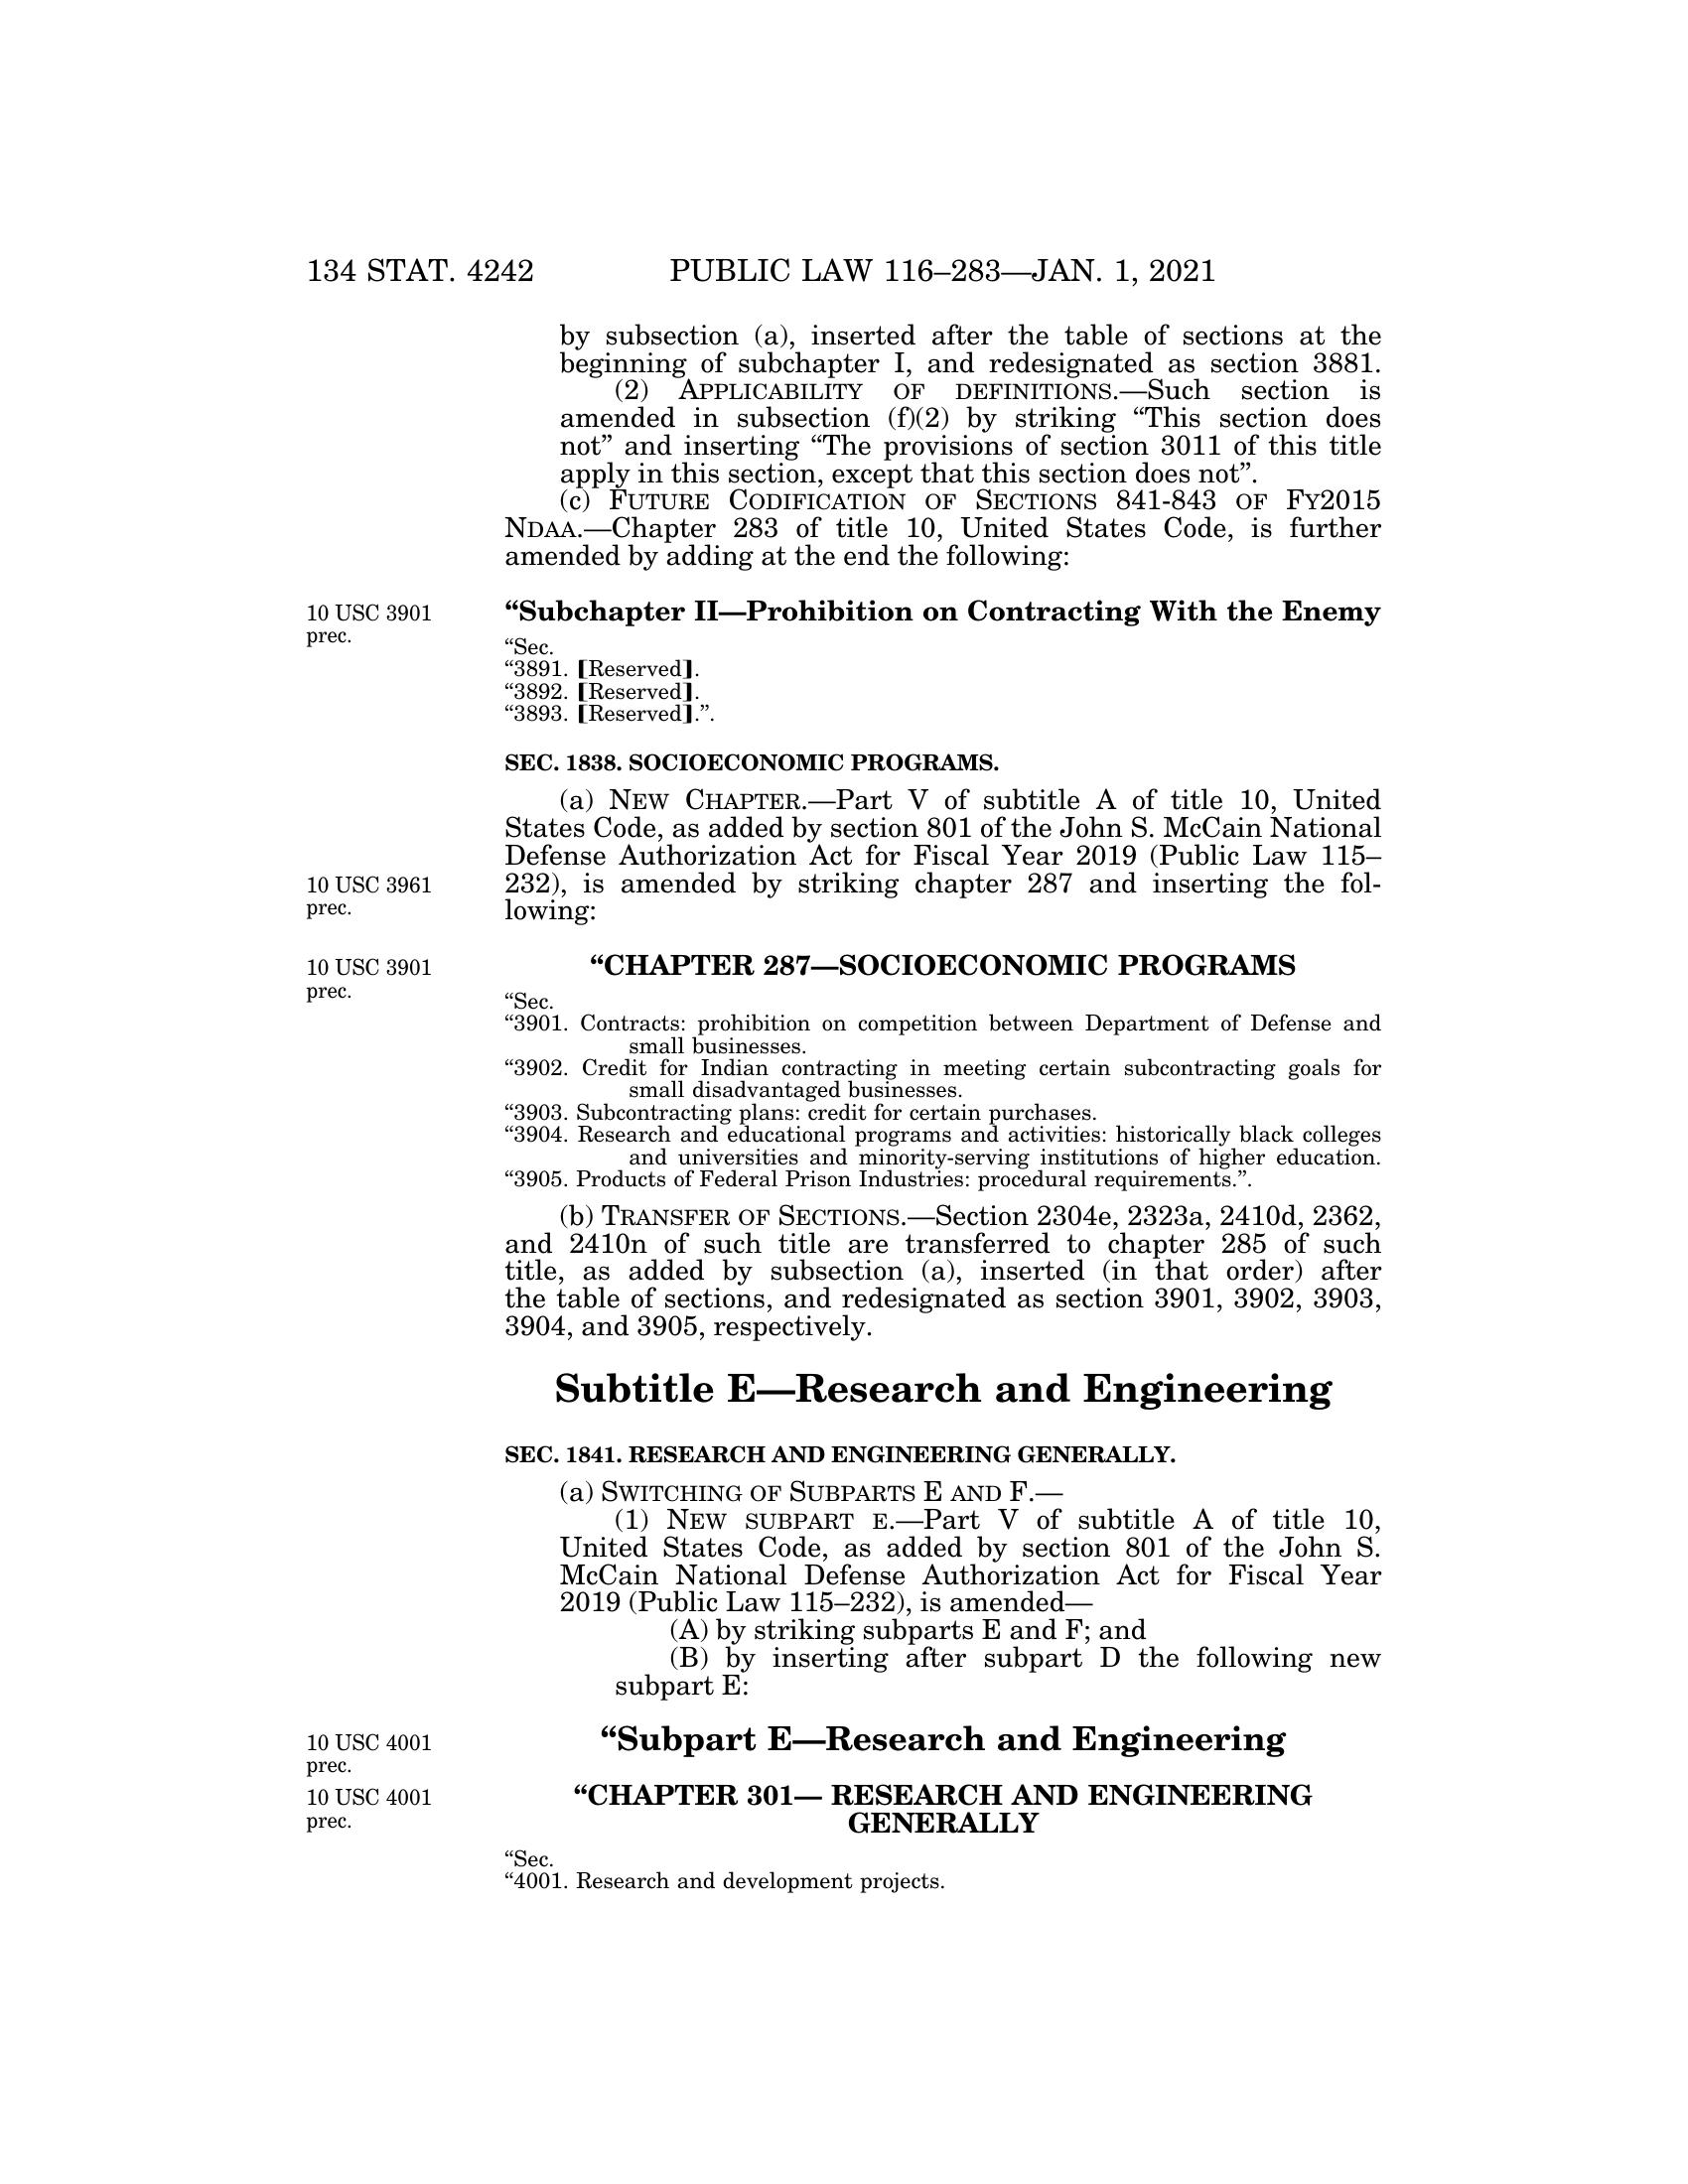 134 STAT. 4242 PUBLIC LAW 116–283—JAN. 1, 2021
by subsection (a), inserted after the table of sections at the
beginning of subchapter I, and redesignated as section 3881.
(2) APPLICABILITY OF DEFINITIONS.—Such section is
amended in subsection (f)(2) by striking “This section does
not” and inserting “The provisions of section 3011 of this title
apply in this section, except that this section does not”.
(c) FUTURE CODIFICATION OF SECTIONS 841-843 OF FY2015
NDAA.—Chapter 283 of title 10, United States Code, is further
amended by adding at the end the following:
10 USC 3901
prec.
“Subchapter II—Prohibition on Contracting With the Enemy
“Sec.
“3891. [Reserved].
“3892. [Reserved].
“3893. [Reserved].”.
SEC. 1838. SOCIOECONOMIC PROGRAMS.
(a) NEW CHAPTER.—Part V of subtitle A of title 10, United
States Code, as added by section 801 of the John S. McCain National
Defense Authorization Act for Fiscal Year 2019 (Public Law 115–
232), is amended by striking chapter 287 and inserting the fol-
lowing:
10 USC 3961
prec.
10 USC 3901
prec.
“CHAPTER 287—SOCIOECONOMIC PROGRAMS
“Sec.
“3901. Contracts: prohibition on competition between Department of Defense and
small businesses.
“3902. Credit for Indian contracting in meeting certain subcontracting goals for
small disadvantaged businesses.
“3903. Subcontracting plans: credit for certain purchases.
“3904. Research and educational programs and activities: historically black colleges
and universities and minority-serving institutions of higher education.
“3905. Products of Federal Prison Industries: procedural requirements.”.
(b) TRANSFER OF SECTIONS.—Section 2304e, 2323a, 2410d, 2362,
and 2410n of such title are transferred to chapter 285 of such
title, as added by subsection (a), inserted (in that order) after
the table of sections, and redesignated as section 3901, 3902, 3903,
3904, and 3905, respectively.
Subtitle E—Research and Engineering
SEC. 1841. RESEARCH AND ENGINEERING GENERALLY.
(a) SWITCHING OF SUBPARTS E AND F.—
(1) NEW SUBPART E.—Part V of subtitle A of title 10,
United States Code, as added by section 801 of the John S.
McCain National Defense Authorization Act for Fiscal Year
2019 (Public Law 115–232), is amended—
(A) by striking subparts E and F; and
(B) by inserting after subpart D the following new
subpart E:
10 USC 4001
prec.
“Subpart E—Research and Engineering
10 USC 4001
prec.
“CHAPTER 301— RESEARCH AND ENGINEERING
GENERALLY
“Sec.
“4001. Research and development projects.